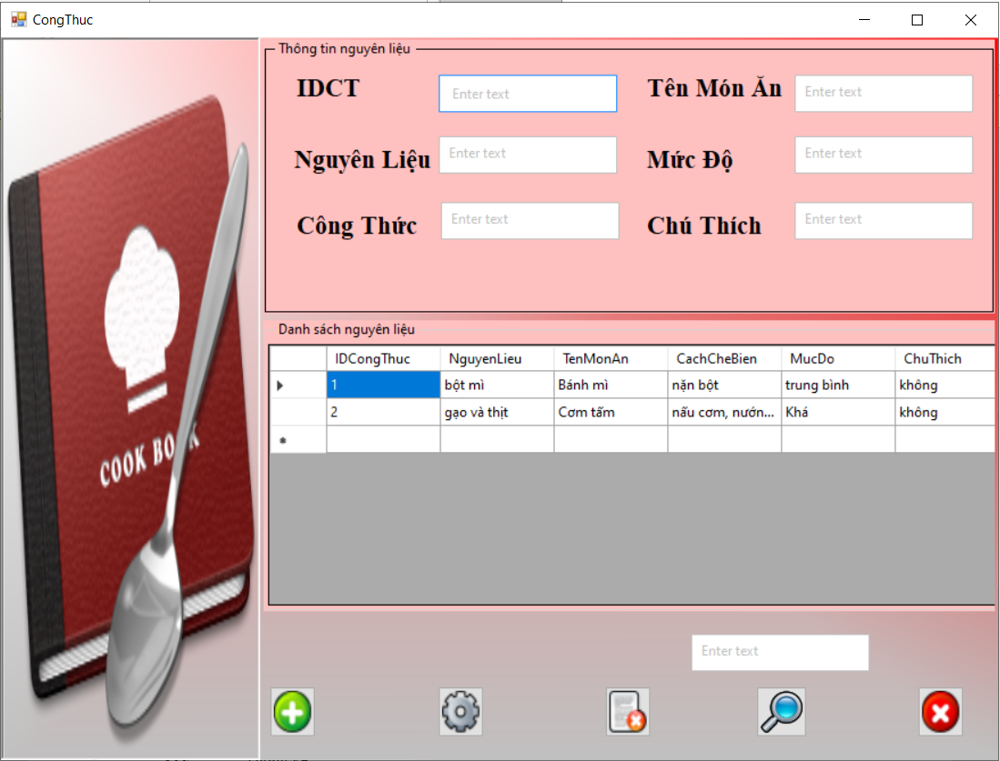 CongThuc
Thông tin nguyên liệu
IDCT
Enter text
Tên Món Ăn
Enter text
Nguyên Liệu
Enter text
Mức Độ
Enter text
Công Thức
Enter text
Chú Thích
Enter text
COOK BOOK
Danh sách nguyên liệu
IDCongThuc NguyenLieu TenMonAn CachCheBien MucDo ChuThich
1 bột mì Bánh mì nặn bột trung bình không
2 gạo và thịt Cơm tấm nấu cơm, nướn... Khá không
Enter text